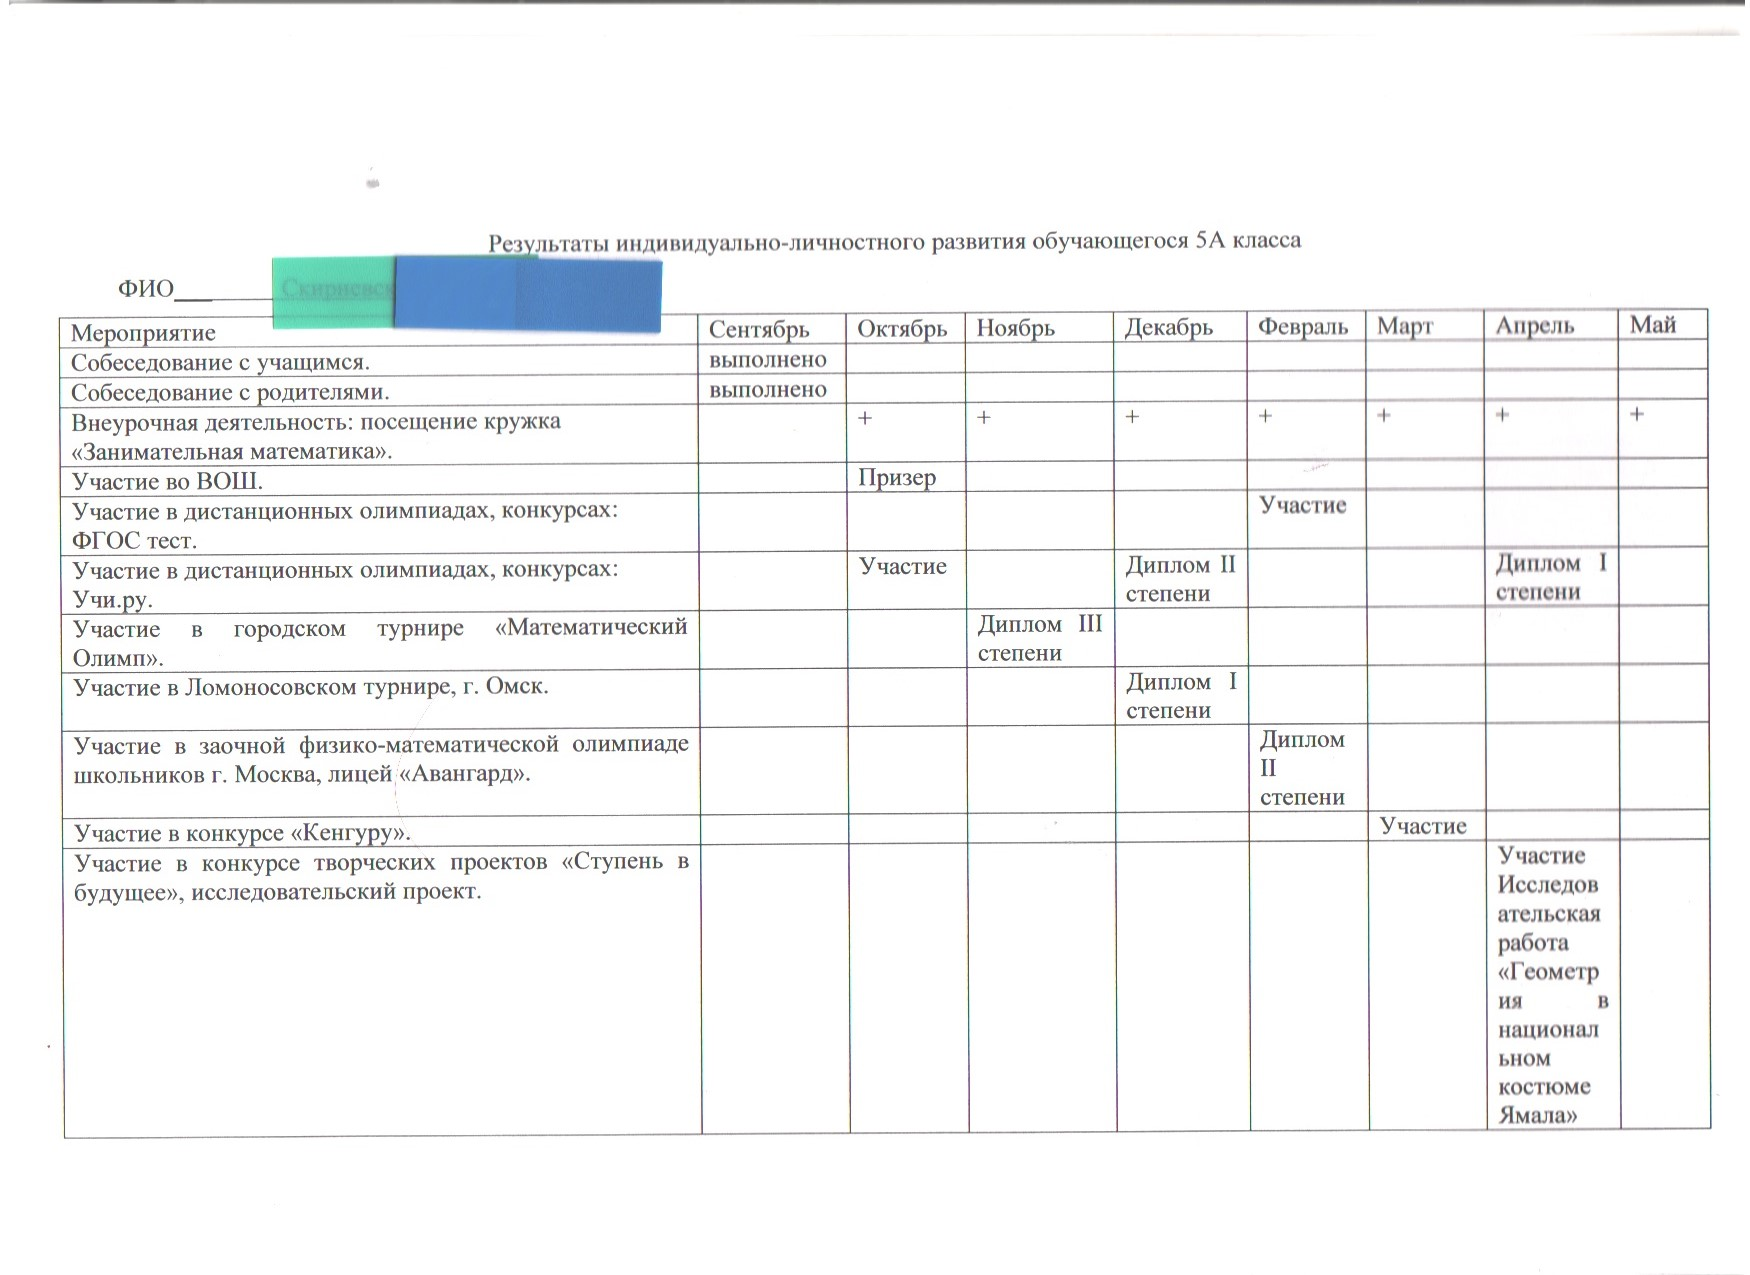 Результаты индивидуально-личностного развития обучающегося 5А класса
ФИО
Мероприятие Сентябрь Октябрь Ноябрь Декабрь Февраль Март Апрель Май
Собеседование с учащимся. выполнено
Собеседование с родителями. выполнено
Внеурочная деятельность: посещение кружка + + + + + + +
«Занимательная математика».
Участие во ВОШ. Призер
Участие в дистанционных олимпиадах, конкурсах: Участие
ФГОС тест.
Участие в дистанционных олимпиадах, конкурсах: Участие Диплом II Диплом I
Учи.ру. степени степени
Участие в городском турнире «Математический Диплом III
Олимп». степени
Участие в Ломоносовском турнире, г. Омск. Диплом I
степени
Участие в заочной физико-математической олимпиаде Диплом
школьников г. Москва, лицей «Авангард». II
степени
Участие в конкурсе «Кенгуру». Участие
Участие в конкурсе творческих проектов «Ступень в Участие
будущее», исследовательский проект. Исследов
ательская
работа
«Геометр
ия в
национал
ьном
костюме
Ямала»